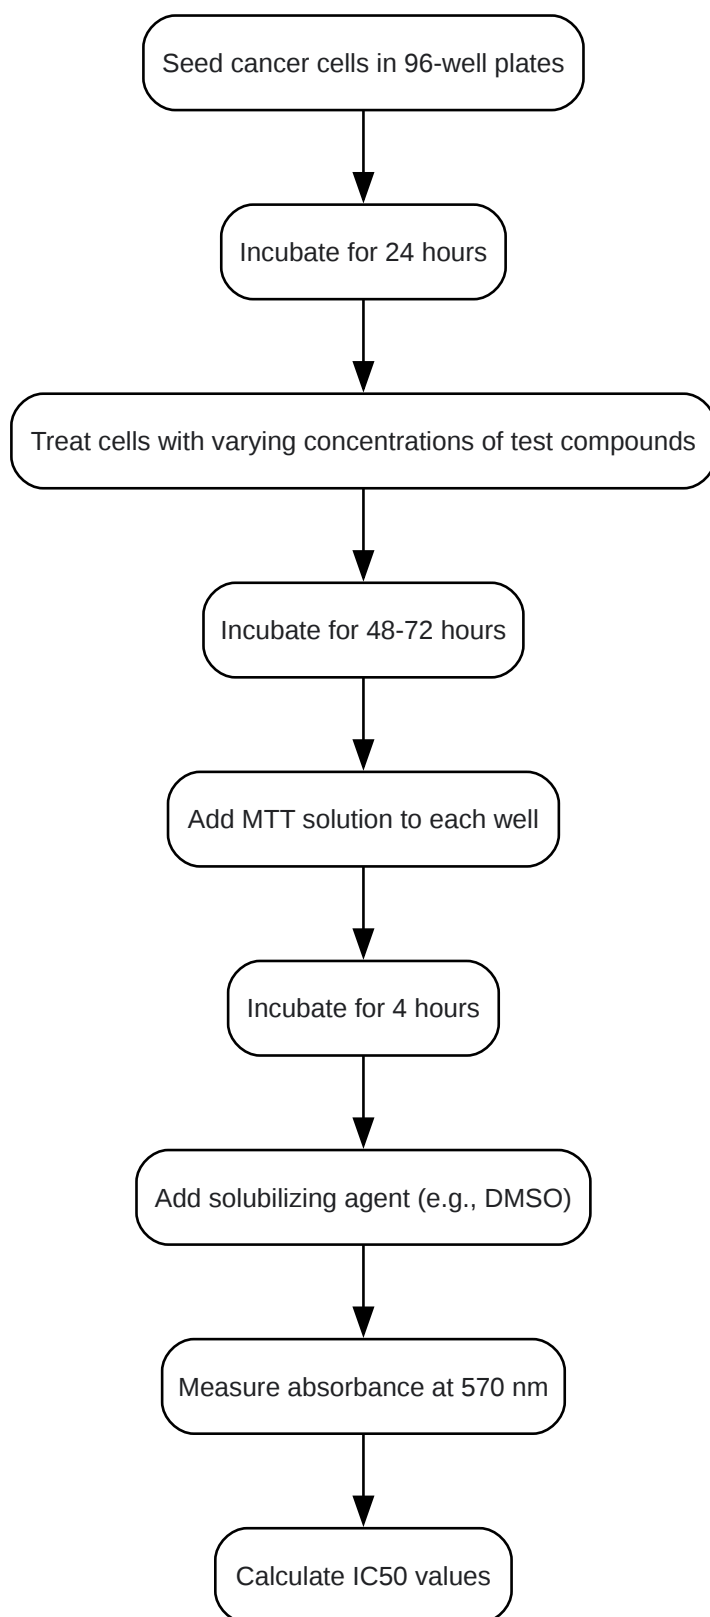 Seed cancer cells in 96-well plates
Incubate for 24 hours
Treat cells with varying concentrations of test compounds
Incubate for 48-72 hours
Add MTT solution to each well
Incubate for 4 hours
Add solubilizing agent (e.g., DMSO)
Measure absorbance at 570 nm
Calculate IC50 values